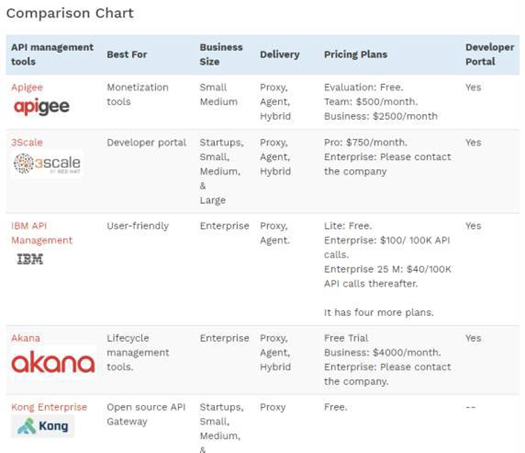 Comparison Chart
API management tools | Best For | Business Size | Delivery | Pricing Plans | Developer Portal
Apigee | Monetization | Small | Proxy, | Evaluation: Free. | Yes
apigee | tools | Medium | Agent, | Team: $500/month.
Hybrid | Business: $2500/month
3Scale | Developer portal | Startups, | Proxy, | Pro: $750/month. | Yes
3scale | Small, | Agent, | Enterprise: Please contact
BY RED HAT | Medium, | Hybrid | the company
&
Large
IBM API | User-friendly | Enterprise | Proxy, | Lite: Free. | Yes
Management | Agent. | Enterprise: $100/ 100K API
IBM | calls.
Enterprise 25 M: $40/100K
API calls thereafter.
It has four more plans.
Akana | Lifecycle | Enterprise | Proxy, | Free Trial | Yes
akana | management | Agent, | Business: $4000/month.
tools. | Hybrid | Enterprise: Please contact
the company.
Kong Enterprise | Open source API | Startups, | Proxy | Free. | --
Kong | Gateway | Small,
Medium,
&